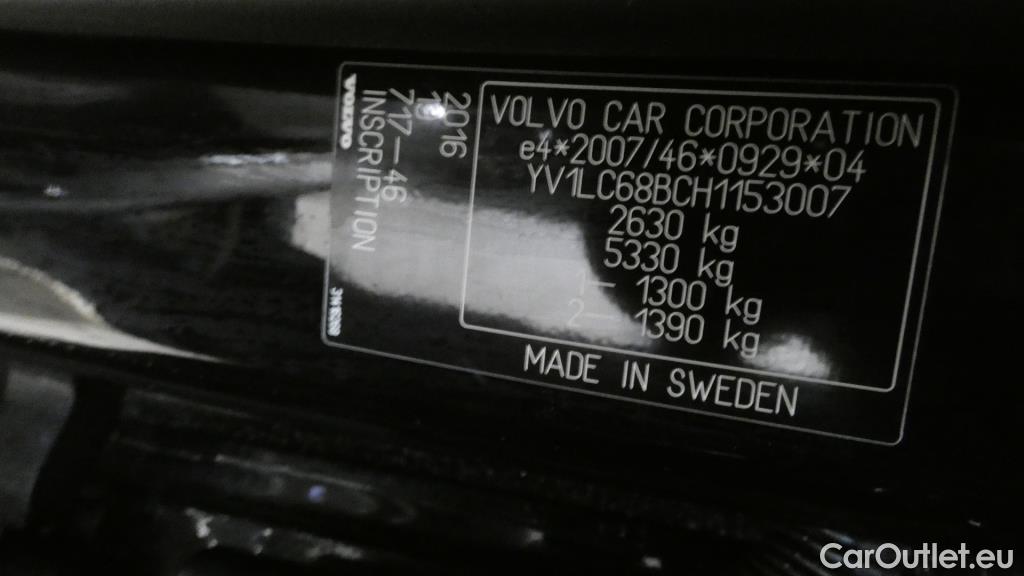 VOLVO CAR CORPORATION
e4*2007/46*0929*04
YV1LC68BCH1153007
2630 kg
5330 kg
1— 1300 kg
2— 1390 kg
MADE IN SWEDEN
2016
717—46
INSCRIPTION
VOLVO
CarOutlet.eu